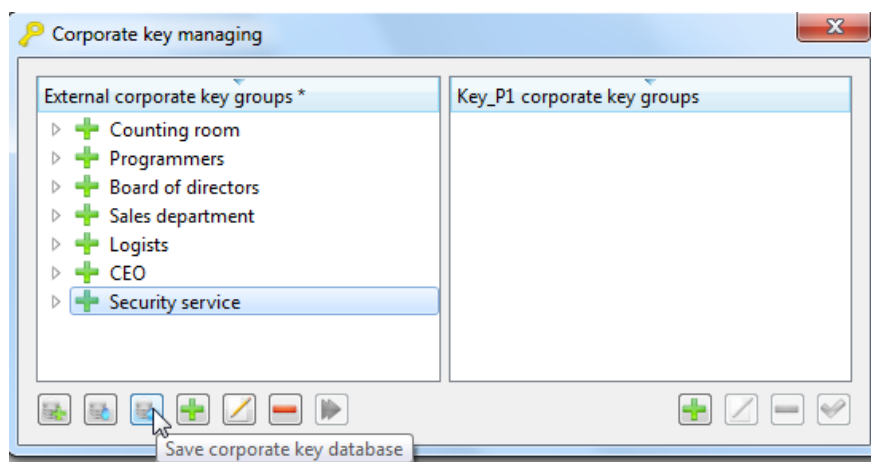 Corporate key managing
External corporate key groups *
Key_P1 corporate key groups
Counting room
Programmers
Board of directors
Sales department
Logists
CEO
Security service
Save corporate key database